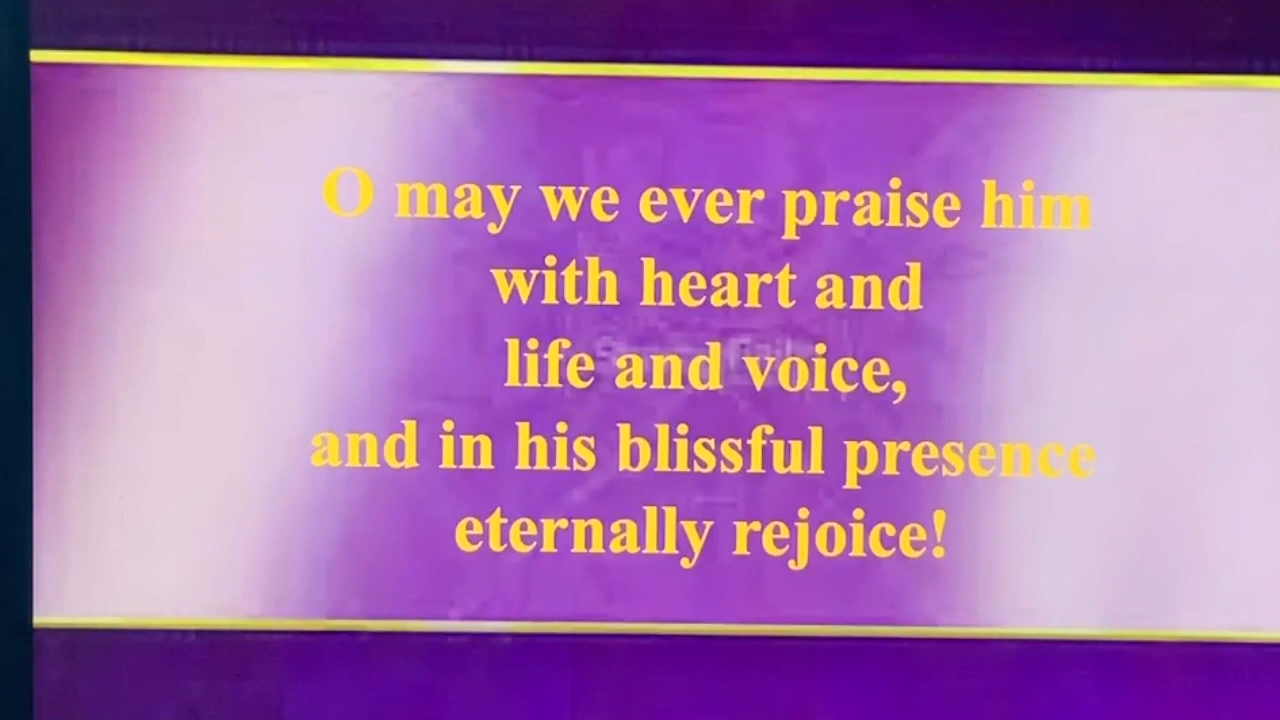 O may we ever praise him
with heart and
life and voice,
and in his blissful presence
eternally rejoice!